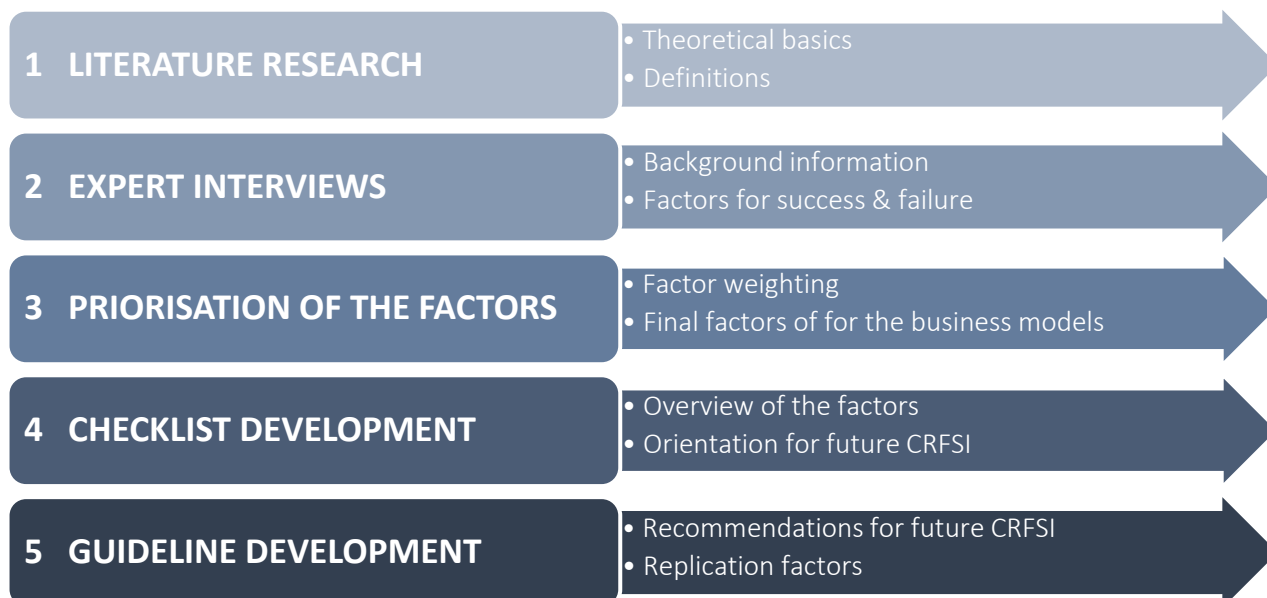 1 LITERATURE RESEARCH
• Theoretical basics
• Definitions
2 EXPERT INTERVIEWS
• Background information
• Factors for success & failure
3 PRIORISATION OF THE FACTORS
• Factor weighting
• Final factors of for the business models
4 CHECKLIST DEVELOPMENT
• Overview of the factors
• Orientation for future CRFSI
5 GUIDELINE DEVELOPMENT
• Recommendations for future CRFSI
• Replication factors